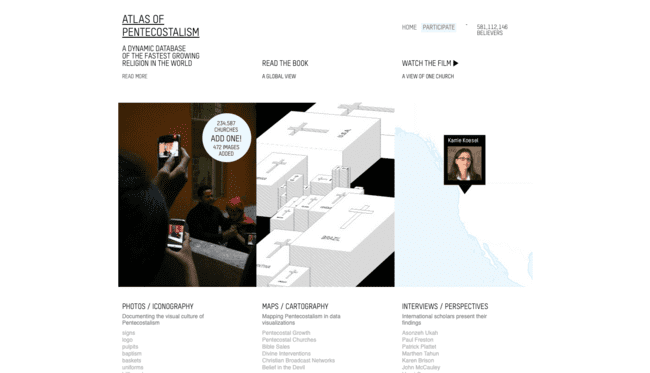 ATLAS OF
PENTECOSTALISM
HOME PARTICIPATE
581,112,146
BELIEVERS
A DYNAMIC DATABASE
OF THE FASTEST GROWING
RELIGION IN THE WORLD
READ THE BOOK
WATCH THE FILM ▶
READ MORE
A GLOBAL VIEW
A VIEW OF ONE CHURCH
234,587
CHURCHES
ADD ONE!
472 IMAGES
ADDED
USA
BRAZIL
Karrie Koesel
PHOTOS / ICONOGRAPHY
Documenting the visual culture of
Pentecostalism
signs
logo
pulpits
baptism
baskets
uniforms
MAPS / CARTOGRAPHY
Mapping Pentecostalism in data
visualizations
Pentecostal Growth
Pentecostal Churches
Bible Sales
Divine Interventions
Christian Broadcast Networks
Belief in the Devil
INTERVIEWS / PERSPECTIVES
International scholars present their
findings
Asonzeh Ukah
Paul Freston
Patrick Plattet
Manhein Tahun
Karen Brison
John McCauley